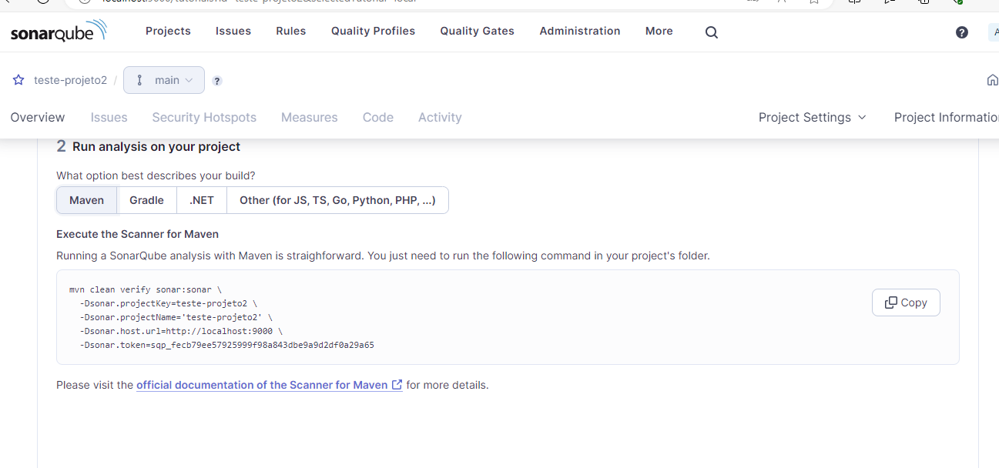 sonarqube Projects Issues Rules Quality Profiles Quality Gates Administration More ? A
teste-projeto2 / main ?
Overview Issues Security Hotspots Measures Code Activity Project Settings Project Informatio
2 Run analysis on your project
What option best describes your build?
Maven Gradle .NET Other (for JS, TS, Go, Python, PHP, ...)
Execute the Scanner for Maven
Running a SonarQube analysis with Maven is straighforward. You just need to run the following command in your project's folder.
mvn clean verify sonar:sonar \
-Dsonar.projectKey=teste-projeto2 \
-Dsonar.projectName='teste-projeto2' \
-Dsonar.host.url=http://localhost:9000 \
-Dsonar.token=sqp_fecb79ee57925999f98a843dbe9a9d2df0a29a65
Copy
Please visit the official documentation of the Scanner for Maven for more details.